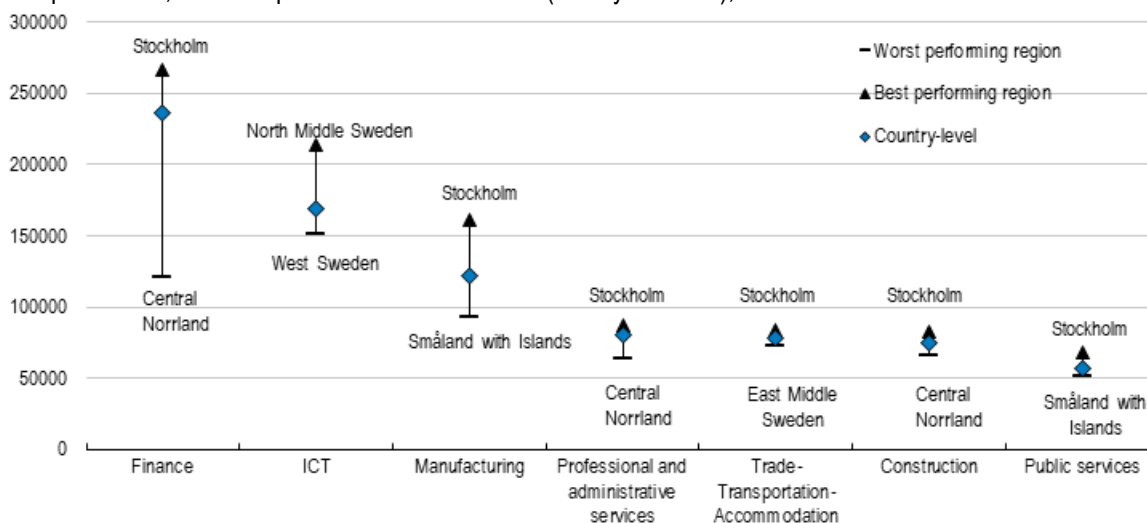 300000
250000
200000
150000
100000
50000
0
Worst performing region
Best performing region
Country-level
Stockholm
Central
Norrland
North Middle Sweden
West Sweden
Stockholm
Småland with Islands
Stockholm
Central
Norrland
Stockholm
East Middle
Sweden
Stockholm
Central
Norrland
Stockholm
Småland with
Islands
Finance
ICT
Manufacturing
Professional and
administrative
services
Trade-
Transportation-
Accommodation
Construction
Public services